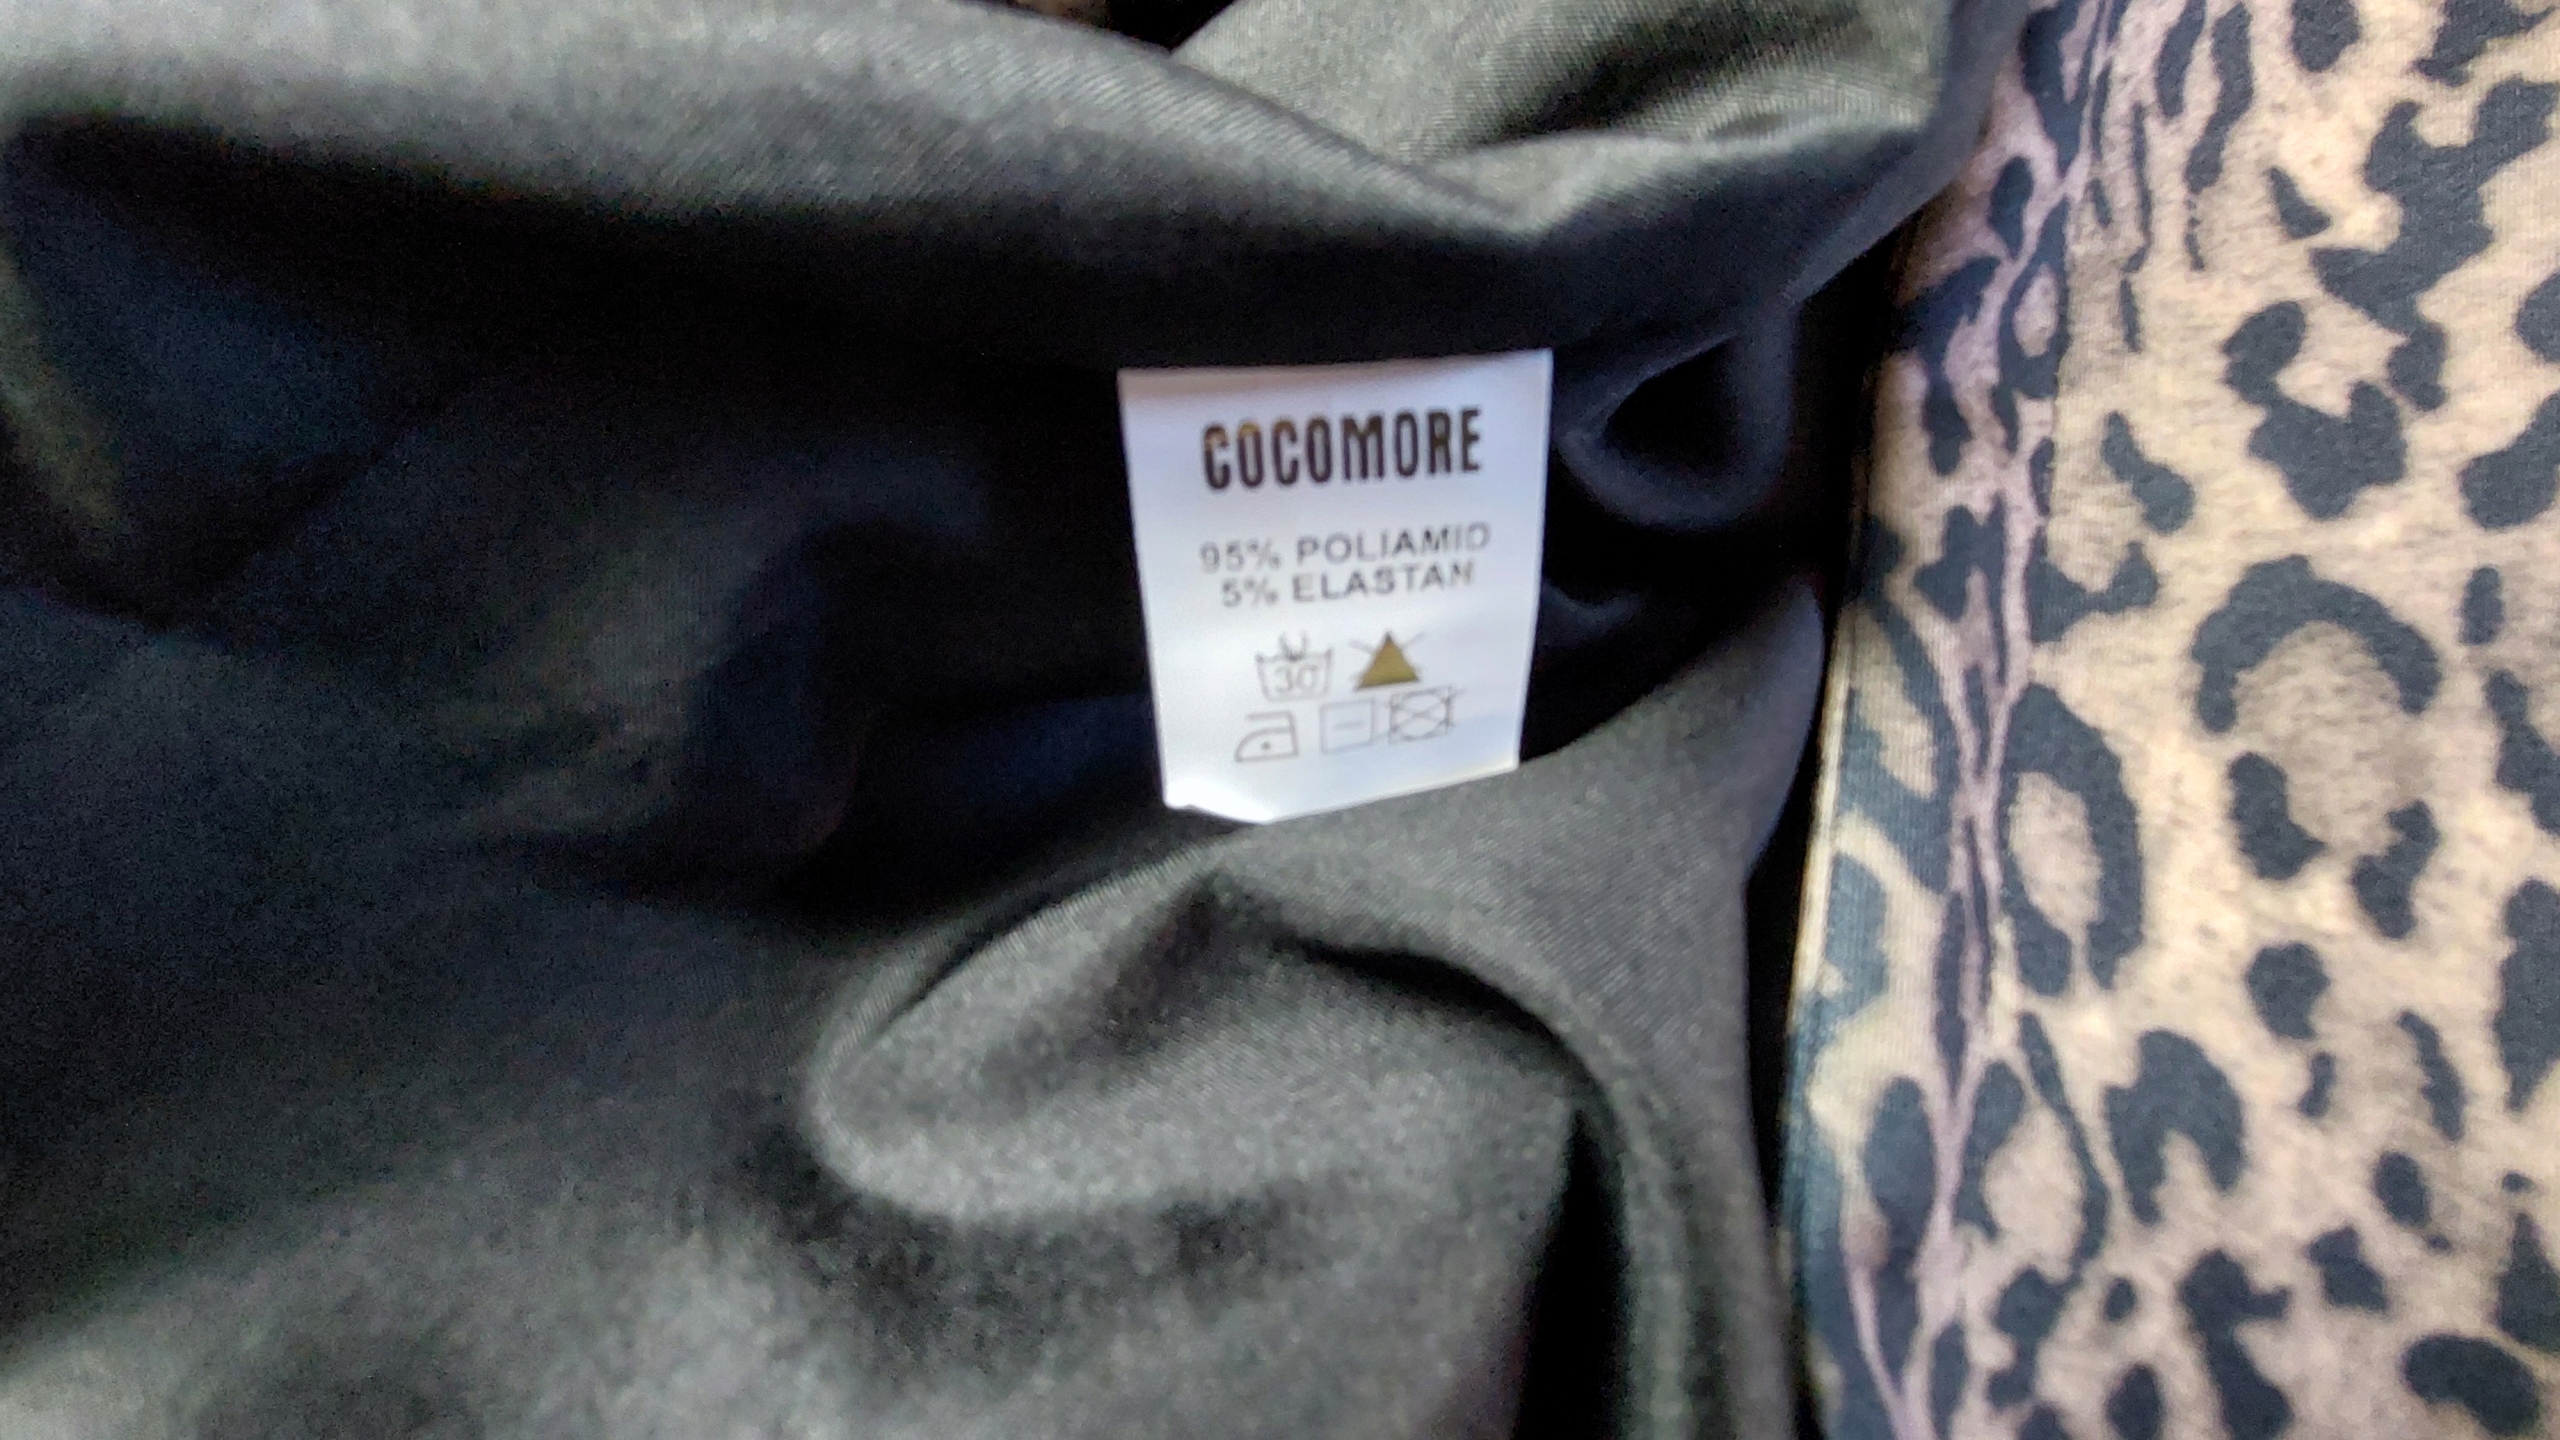 COCOMORE
95% POLIAMID
5% ELASTAN
30